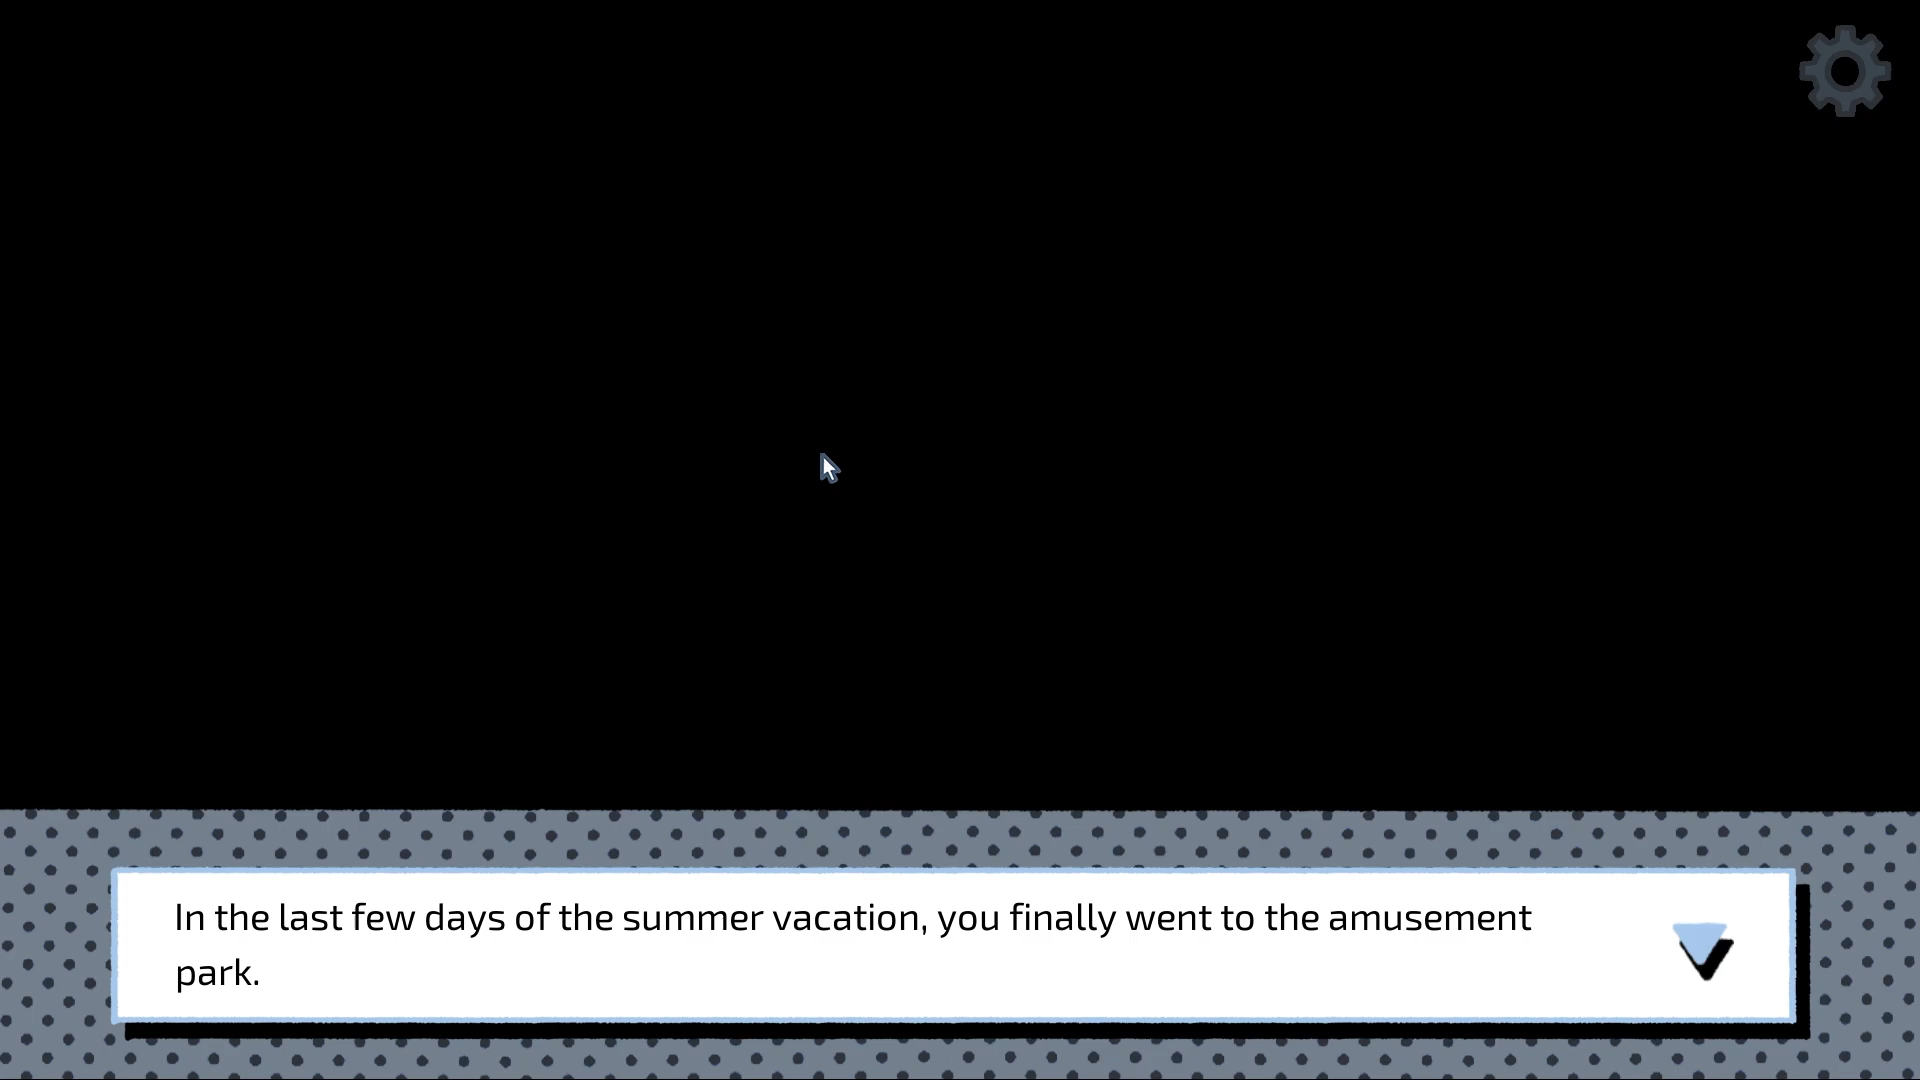 In the last few days of the summer vacation, you finally went to the amusement
park.